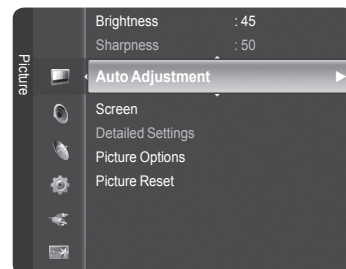 Picture
Brightness : 45
Sharpness : 50
Auto Adjustment
Screen
Detailed Settings
Picture Options
Picture Reset